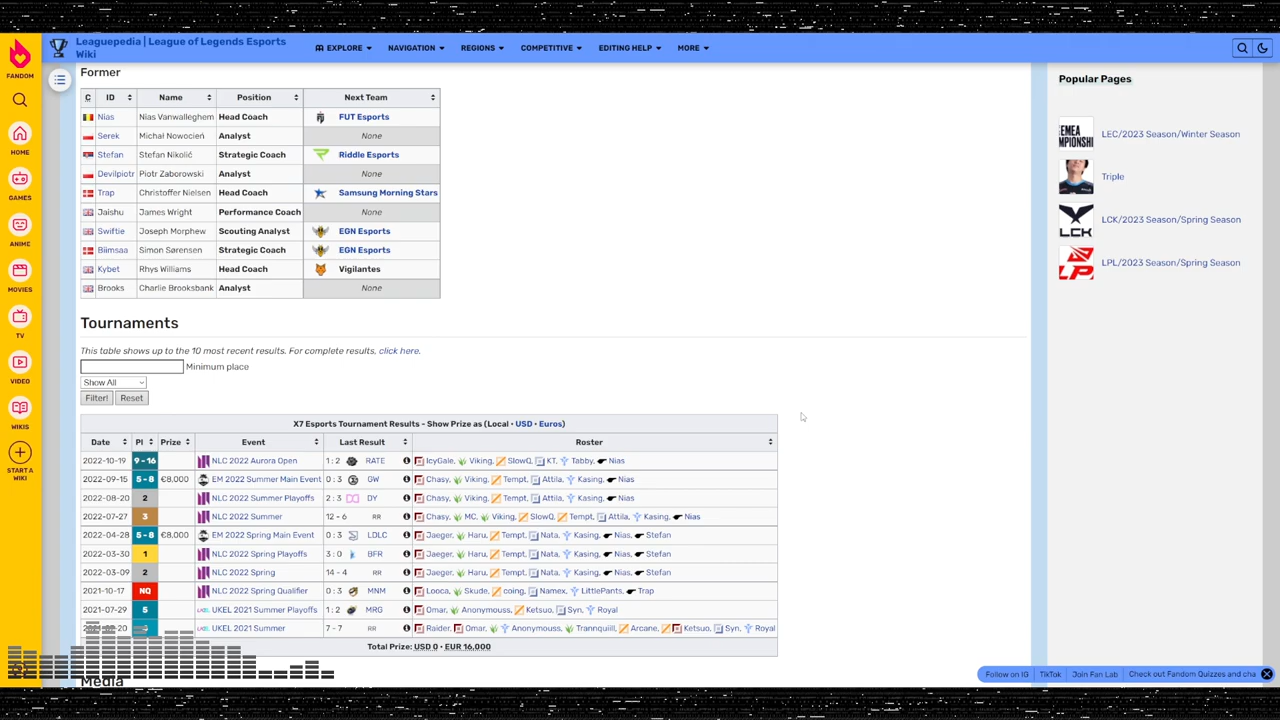 FANDOM
HOME
GAMES
ANIME
MOVIES
TV
VIDEO
WIKIS
START A
WIKI
Leaguepedia | League of Legends Esports
Wiki
EXPLORE NAVIGATION REGIONS COMPETITIVE EDITING HELP MORE
Former
C ID Name Position Next Team
Nias Nias Vanwalleghem Head Coach FUT Esports
Serek Michał Nowocień Analyst None
Stefan Stefan Nikolić Strategic Coach Riddle Esports
Devilpiotr Piotr Zaborowski Analyst None
Trap Christoffer Nielsen Head Coach Samsung Morning Stars
Jaishu James Wright Performance Coach None
Swiftie Joseph Morphew Scouting Analyst EGN Esports
Biimsaa Simon Sørensen Strategic Coach EGN Esports
Kybet Rhys Williams Head Coach Vigilantes
Brooks Charlie Brooksbank Analyst None
Tournaments
This table shows up to the 10 most recent results. For complete results, click here.
Minimum place
Show All
Filter! Reset
X7 Esports Tournament Results - Show Prize as (Local • USD • Euros)
Date Pl Prize Event Last Result Roster
2022-10-19 9 - 16 NLC 2022 Aurora Open 1 : 2 RATE IcyGale, Viking, SlowQ, KT, Tabby, Nias
2022-09-15 5 - 8 €8,000 EM 2022 Summer Main Event 0 : 3 GW Chasy, Viking, Tempt, Attila, Kasing, Nias
2022-08-20 2 NLC 2022 Summer Playoffs 2 : 3 DY Chasy, Viking, Tempt, Attila, Kasing, Nias
2022-07-27 3 NLC 2022 Summer 12 - 6 RR Chasy, MC, Viking, SlowQ, Tempt, Attila, Kasing, Nias
2022-04-28 5 - 8 €8,000 EM 2022 Spring Main Event 0 : 3 LDLC Jaeger, Haru, Tempt, Nata, Kasing, Nias, Stefan
2022-03-30 1 NLC 2022 Spring Playoffs 3 : 0 BFR Jaeger, Haru, Tempt, Nata, Kasing, Nias, Stefan
2022-03-09 2 NLC 2022 Spring 14 - 4 RR Jaeger, Haru, Tempt, Nata, Kasing, Nias, Stefan
2021-10-17 NQ NLC 2022 Spring Qualifier 0 : 3 MNM Looca, Skude, coing, Namex, LittlePants, Trap
2021-07-29 5 UKEL 2021 Summer Playoffs 1 : 2 MRG Omar, Anonymouss, Ketsuo, Syn, Royal
UKEL 2021 Summer 7 - 7 RR Raider, Omar, Anonymouss, Trannquiill, Arcane, Ketsuo, Syn, Royal
Total Prize: USD 0 • EUR 16,000
Media
Popular Pages
LEC/2023 Season/Winter Season
Triple
LCK/2023 Season/Spring Season
LPL/2023 Season/Spring Season
Follow on IG TikTok Join Fan Lab Check out Fandom Quizzes and cha